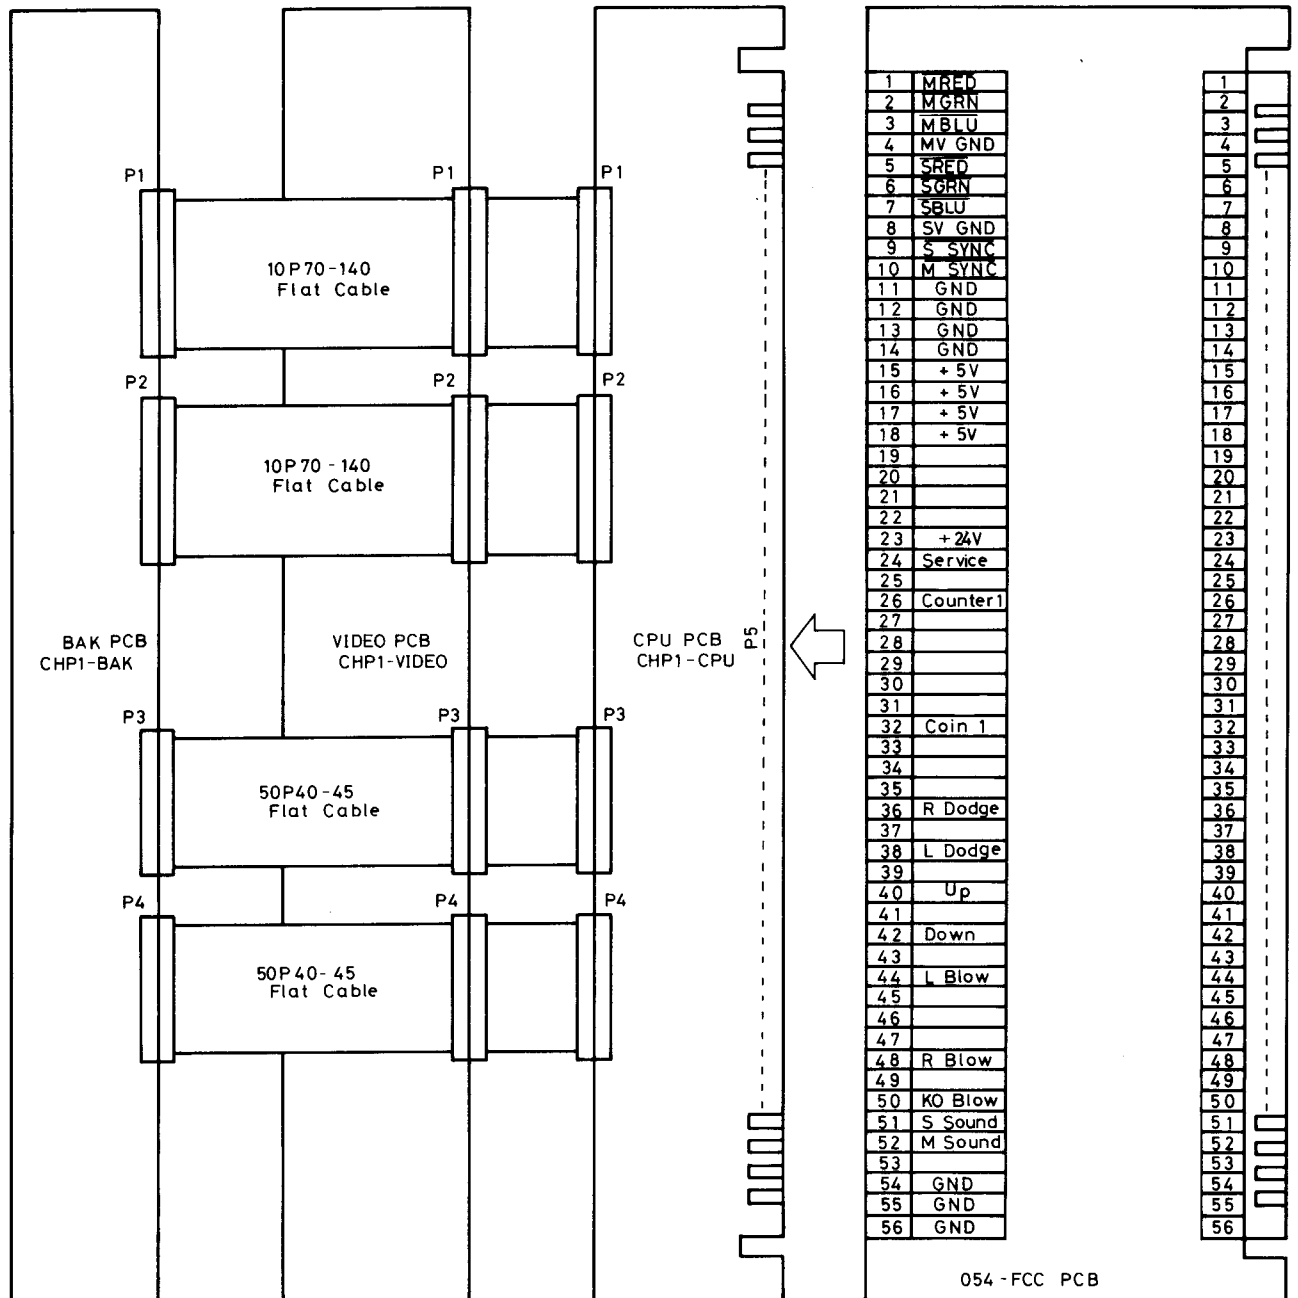 P1
P1
P1
10P70-140
Flat Cable
P2
P2
P2
10P70-140
Flat Cable
BAK PCB
CHP1-BAK
VIDEO PCB
CHP1-VIDEO
CPU PCB
CHP1-CPU
P5
P3
P3
P3
50P40-45
Flat Cable
P4
P4
P4
50P40-45
Flat Cable
1 M̅R̅E̅D̅ 1
2 M̅G̅R̅N̅ 2
3 M̅B̅L̅U̅ 3
4 MV GND 4
5 S̅R̅E̅D̅ 5
6 S̅G̅R̅N̅ 6
7 S̅B̅L̅U̅ 7
8 SV GND 8
9 S̅ S̅Y̅N̅C̅ 9
10 M̅ S̅Y̅N̅C̅ 10
11 GND 11
12 GND 12
13 GND 13
14 GND 14
15 + 5V 15
16 + 5V 16
17 + 5V 17
18 + 5V 18
19 19
20 20
21 21
22 22
23 +24V 23
24 Service 24
25 25
26 Counter1 26
27 27
28 28
29 29
30 30
31 31
32 Coin 1 32
33 33
34 34
35 35
36 R Dodge 36
37 37
38 L Dodge 38
39 39
40 Up 40
41 41
42 Down 42
43 43
44 L Blow 44
45 45
46 46
47 47
48 R Blow 48
49 49
50 KO Blow 50
51 S Sound 51
52 M Sound 52
53 53
54 GND 54
55 GND 55
56 GND 56
054-FCC PCB